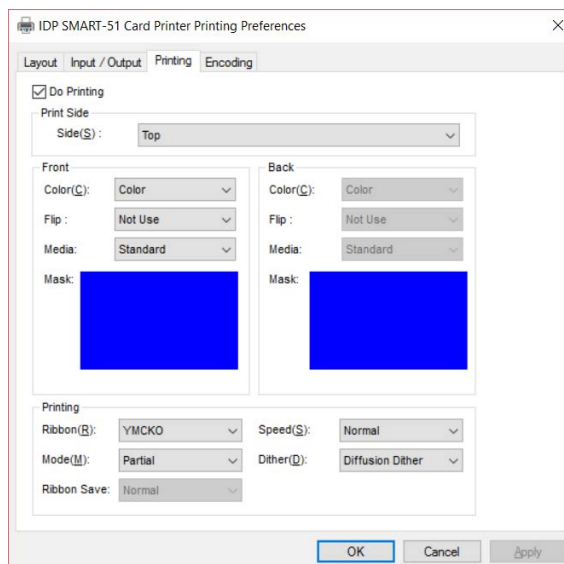 IDP SMART-51 Card Printer Printing Preferences
Layout Input / Output Printing Encoding
Do Printing
Print Side
Side(S) : Top
Front
Color(C): Color
Flip : Not Use
Media: Standard
Mask:
Back
Color(C): Color
Flip : Not Use
Media: Standard
Mask:
Printing
Ribbon(R): YMCKO Speed(S): Normal
Mode(M): Partial Dither(D): Diffusion Dither
Ribbon Save: Normal
OK Cancel Apply